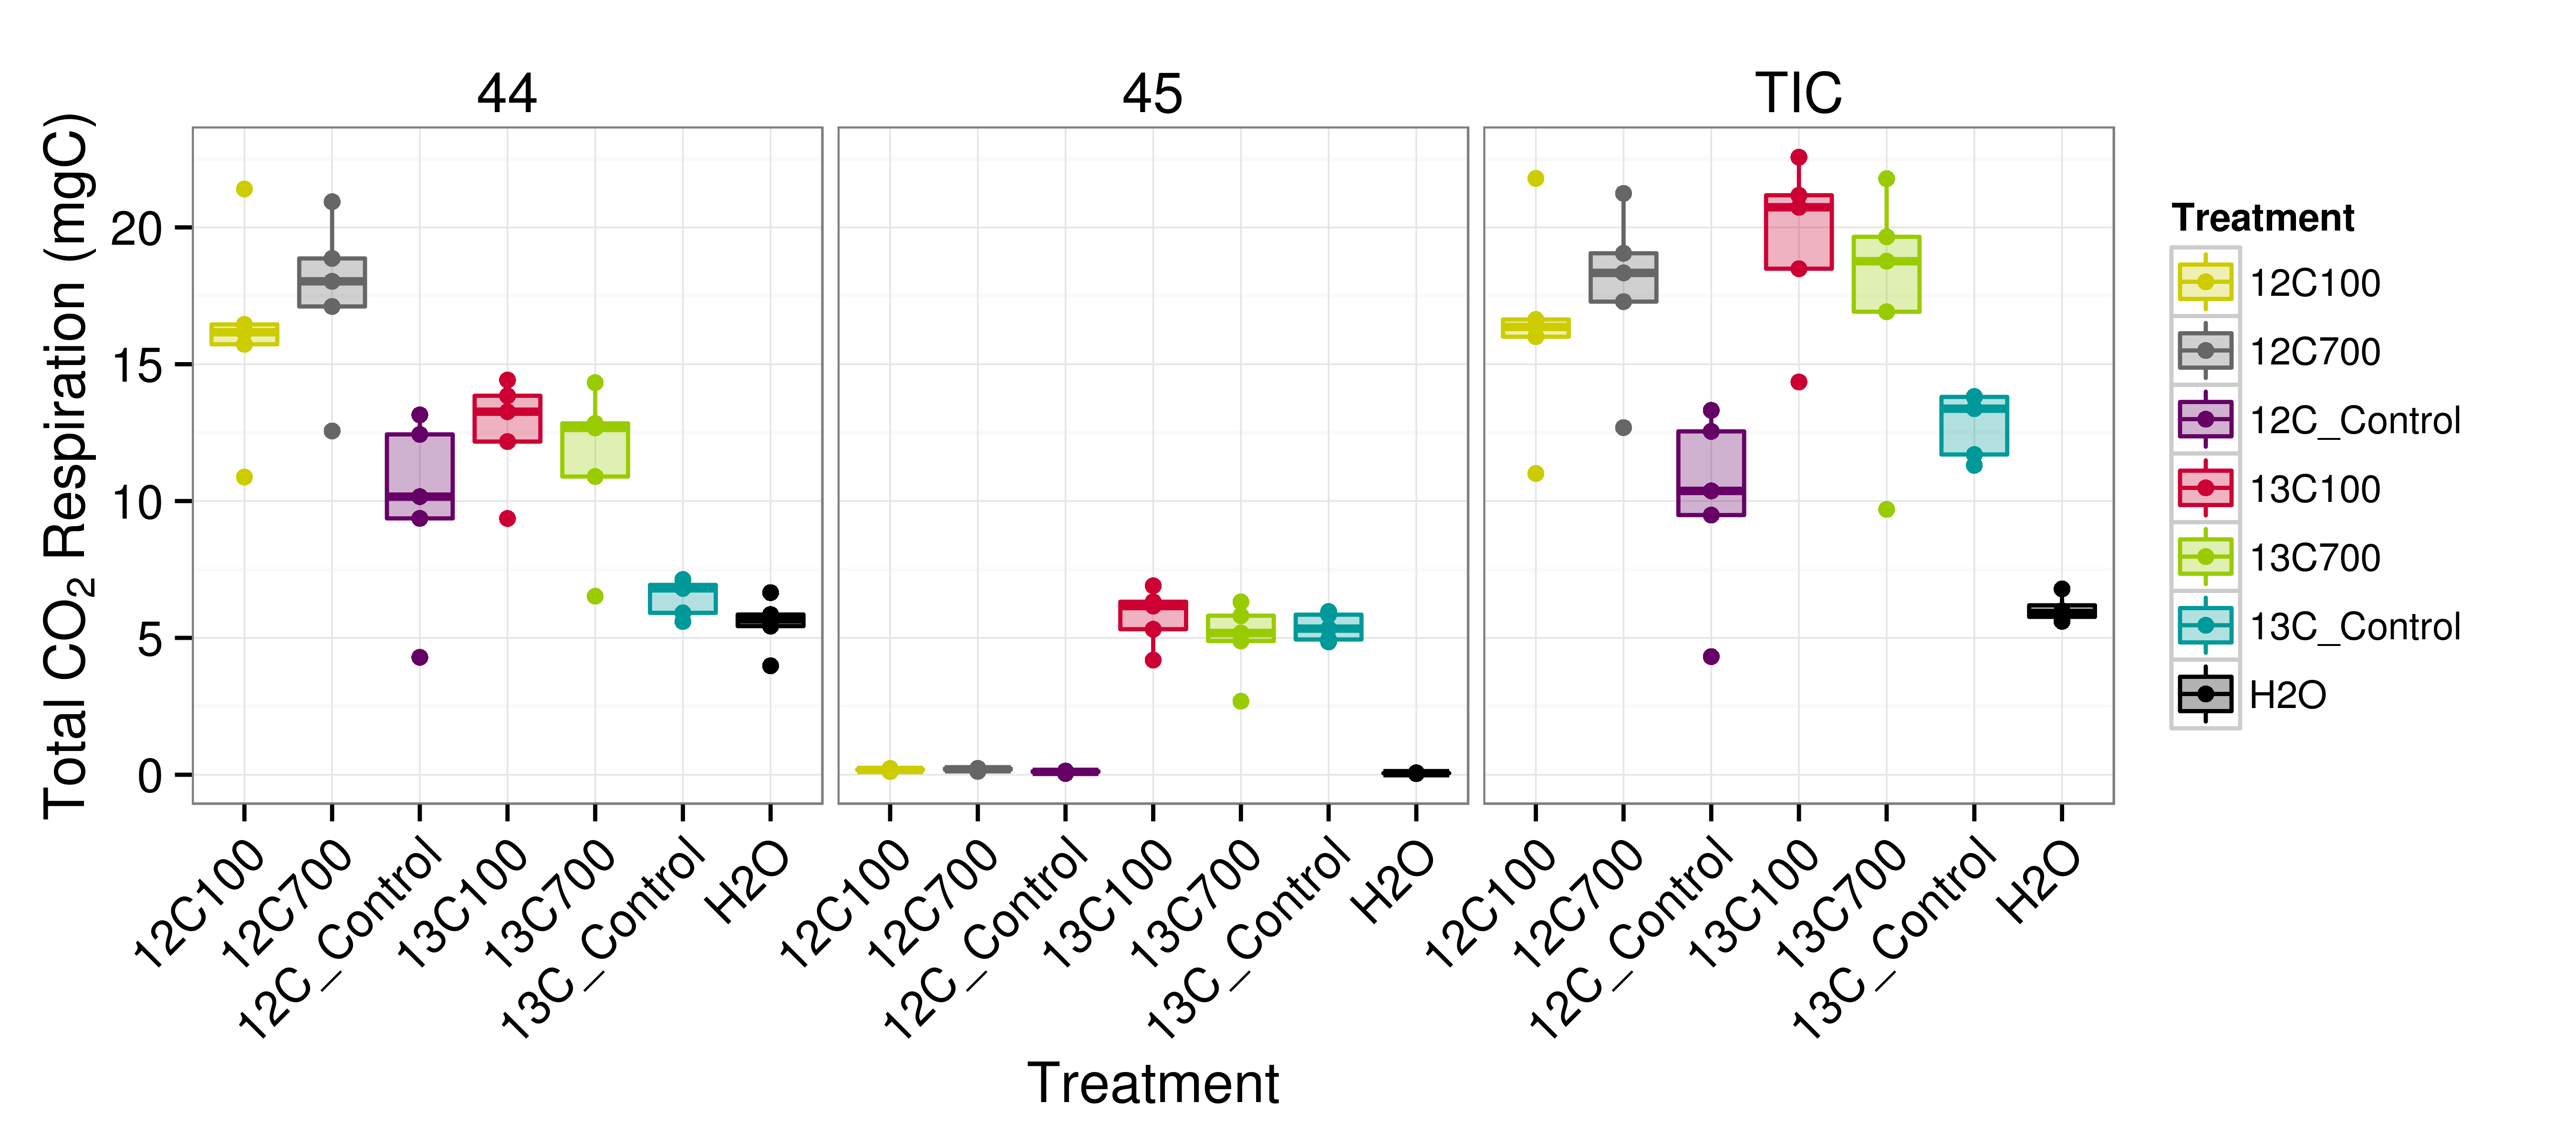 44
45
TIC
Total CO₂ Respiration (mgC)
20
15
10
5
0
12C100
12C700
12C_Control
13C100
13C700
13C_Control
H2O
12C100
12C700
12C_Control
13C100
13C700
13C_Control
H2O
12C100
12C700
12C_Control
13C100
13C700
13C_Control
H2O
Treatment
Treatment
12C100
12C700
12C_Control
13C100
13C700
13C_Control
H2O